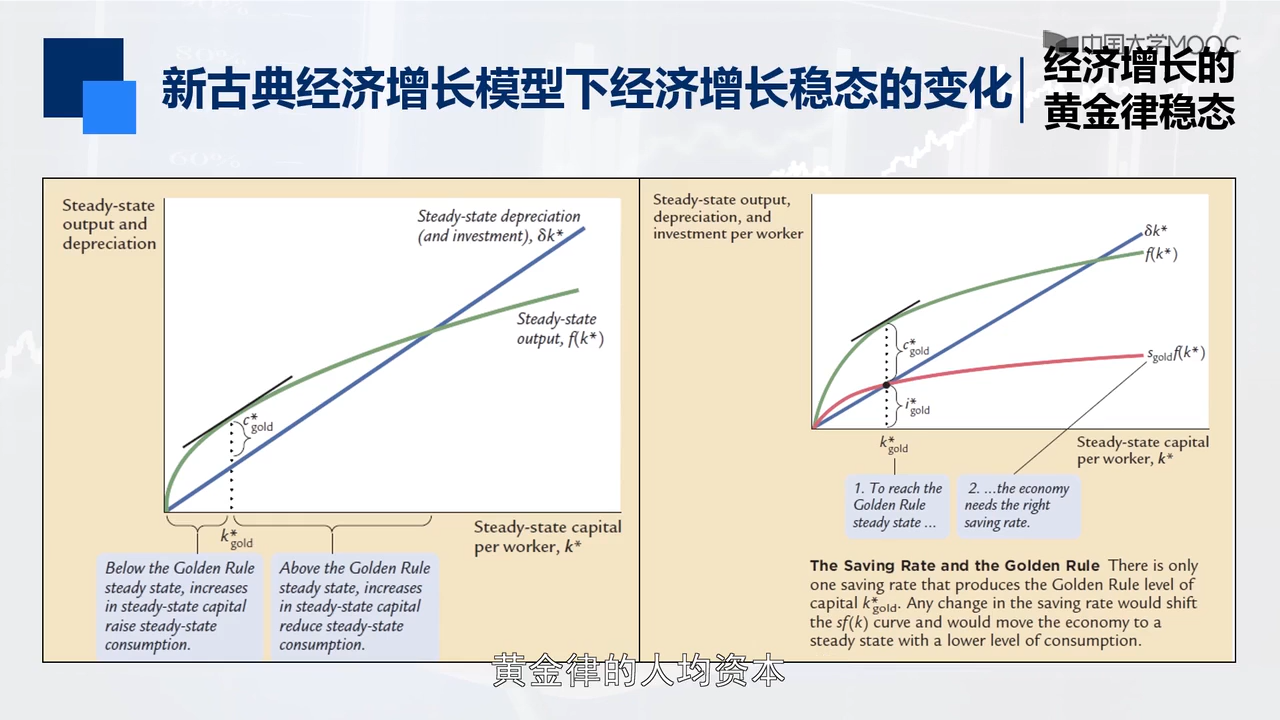 中国大学MOOC
新古典经济增长模型下经济增长稳态的变化
经济增长的
黄金律稳态
60%
Steady-state
output and
depreciation
Steady-state depreciation
(and investment), δk*
Steady-state
output, f(k*)
c*gold
k*gold
Steady-state capital
per worker, k*
Below the Golden Rule
steady state, increases
in steady-state capital
raise steady-state
consumption.
Above the Golden Rule
steady state, increases
in steady-state capital
reduce steady-state
consumption.
Steady-state output,
depreciation, and
investment per worker
δk*
f(k*)
c*gold
sgoldf(k*)
i*gold
k*gold
Steady-state capital
per worker, k*
1. To reach the
Golden Rule
steady state ...
2. ...the economy
needs the right
saving rate.
The Saving Rate and the Golden Rule There is only
one saving rate that produces the Golden Rule level of
capital k*gold. Any change in the saving rate would shift
the sf(k) curve and would move the economy to a
steady state with a lower level of consumption.
黄金律的人均资本